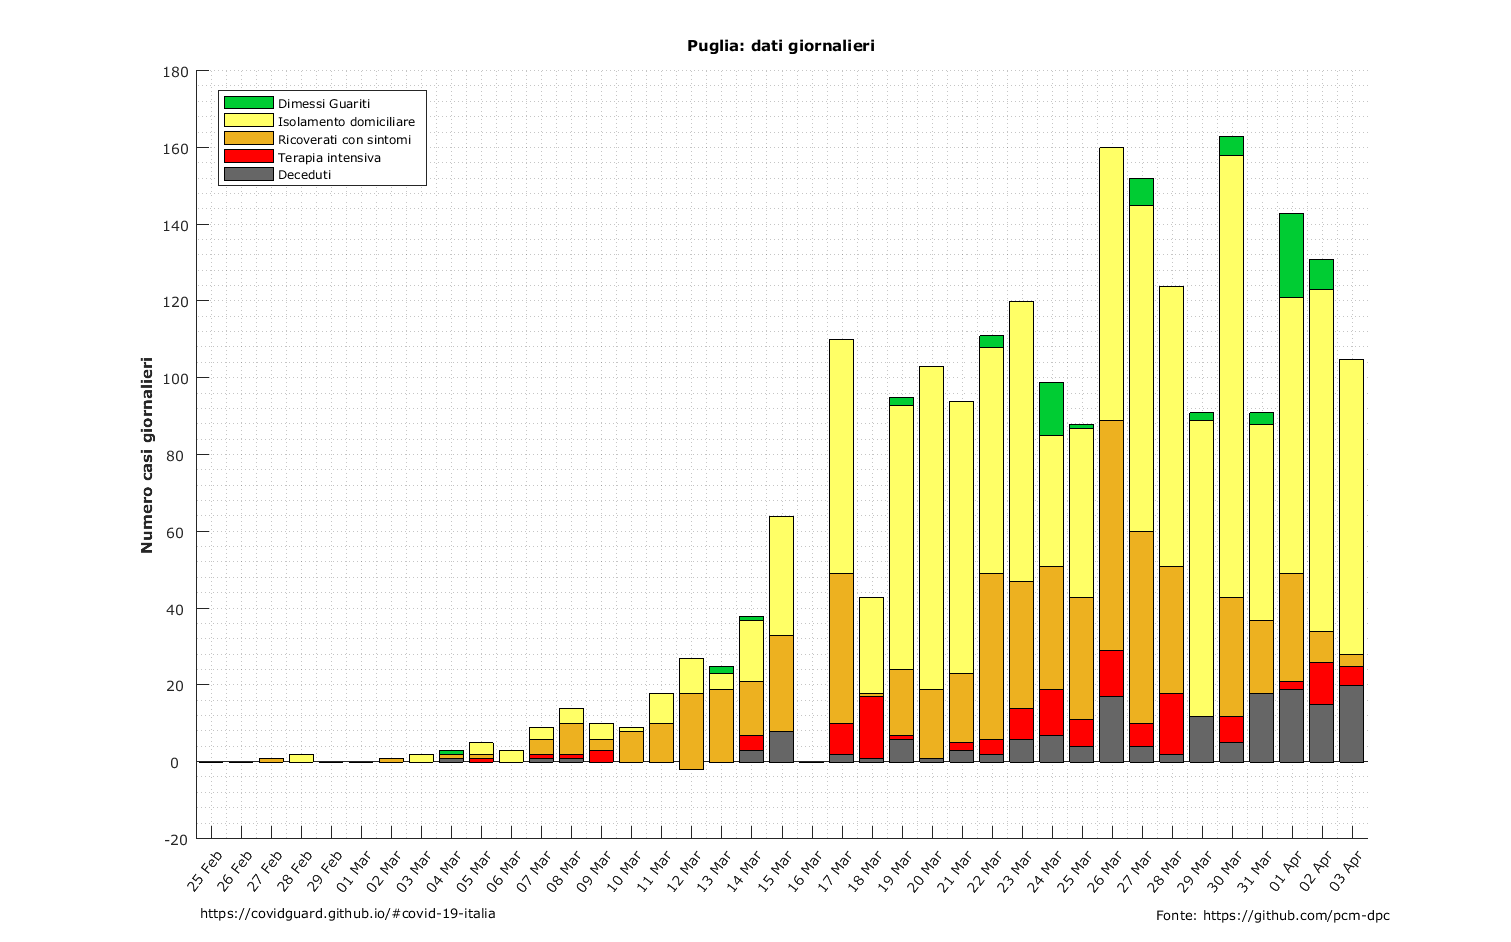 Puglia: dati giornalieri
180
160
140
120
100
80
60
40
20
0
-20
Numero casi giornalieri
Dimessi Guariti
Isolamento domiciliare
Ricoverati con sintomi
Terapia intensiva
Deceduti
25 Feb
26 Feb
27 Feb
28 Feb
29 Feb
01 Mar
02 Mar
03 Mar
04 Mar
05 Mar
06 Mar
07 Mar
08 Mar
09 Mar
10 Mar
11 Mar
12 Mar
13 Mar
14 Mar
15 Mar
16 Mar
17 Mar
18 Mar
19 Mar
20 Mar
21 Mar
22 Mar
23 Mar
24 Mar
25 Mar
26 Mar
27 Mar
28 Mar
29 Mar
30 Mar
31 Mar
01 Apr
02 Apr
03 Apr
https://covidguard.github.io/#covid-19-italia
Fonte: https://github.com/pcm-dpc